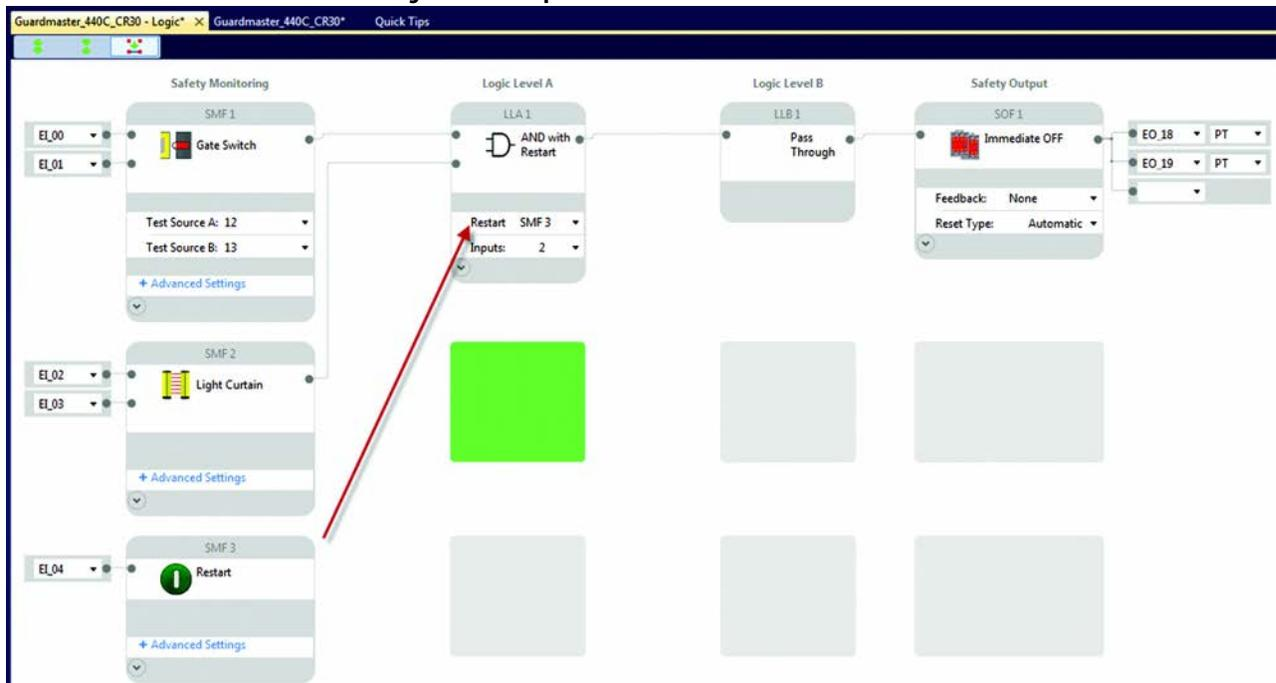 Guardmaster_440C_CR30 - Logic* × Guardmaster_440C_CR30* Quick Tips
Safety Monitoring Logic Level A Logic Level B Safety Output
SMF 1
EI_00
EI_01
Gate Switch
Test Source A: 12
Test Source B: 13
+ Advanced Settings
LLA 1
AND with
Restart
Restart SMF 3
Inputs: 2
LLB 1
Pass
Through
SOF 1
Immediate OFF
Feedback: None
Reset Type: Automatic
EO_18 PT
EO_19 PT
SMF 2
EI_02
EI_03
Light Curtain
+ Advanced Settings
SMF 3
EI_04
Restart
+ Advanced Settings